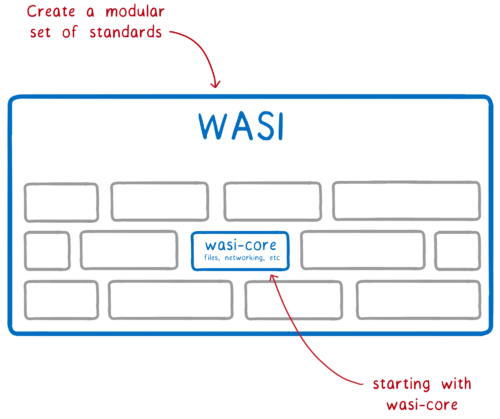 Create a modular
set of standards
WASI
wasi-core
files, networking, etc
starting with
wasi-core